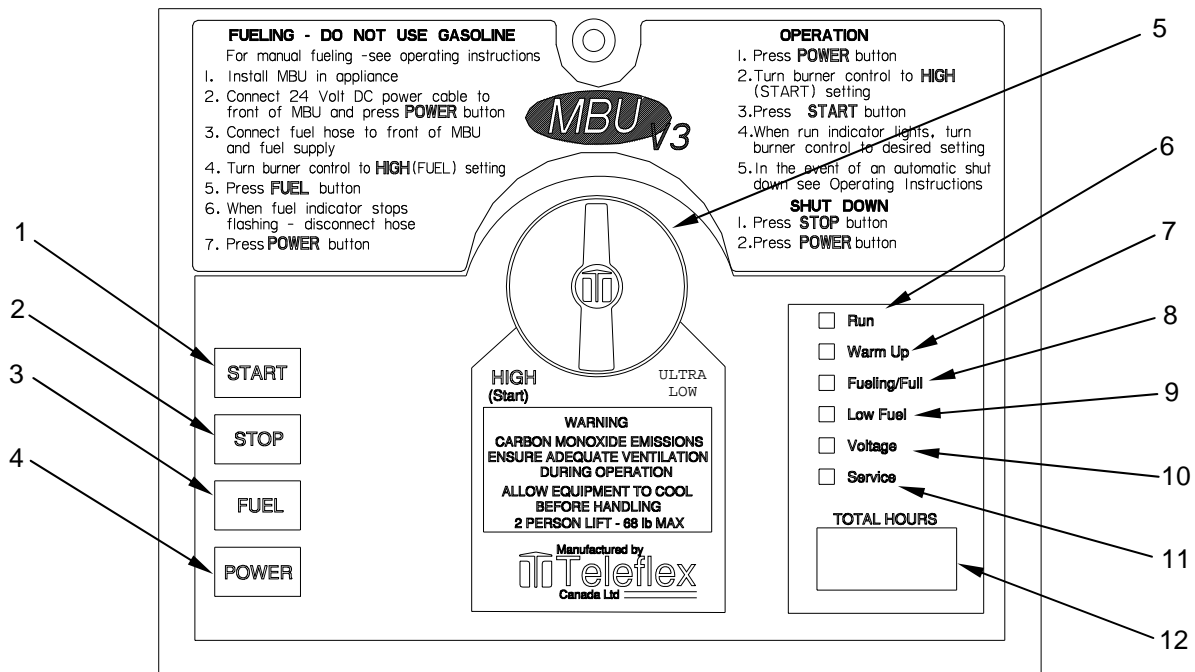 FUELING - DO NOT USE GASOLINE
For manual fueling -see operating instructions
1. Install MBU in appliance
2. Connect 24 Volt DC power cable to
front of MBU and press POWER button
3. Connect fuel hose to front of MBU
and fuel supply
4. Turn burner control to HIGH(FUEL) setting
5. Press FUEL button
6. When fuel indicator stops
flashing - disconnect hose
7. Press POWER button
MBU V3
OPERATION
1. Press POWER button
2.Turn burner control to HIGH
(START) setting
3.Press START button
4.When run indicator lights, turn
burner control to desired setting
5.In the event of an automatic shut
down see Operating Instructions
SHUT DOWN
1. Press STOP button
2.Press POWER button
1
2
3
4
START
STOP
FUEL
POWER
HIGH
(Start)
ULTRA
LOW
WARNING
CARBON MONOXIDE EMISSIONS
ENSURE ADEQUATE VENTILATION
DURING OPERATION
ALLOW EQUIPMENT TO COOL
BEFORE HANDLING
2 PERSON LIFT - 68 lb MAX
Manufactured by
Teleflex
Canada Ltd
Run
Warm Up
Fueling/Full
Low Fuel
Voltage
Service
TOTAL HOURS
5
6
7
8
9
10
11
12